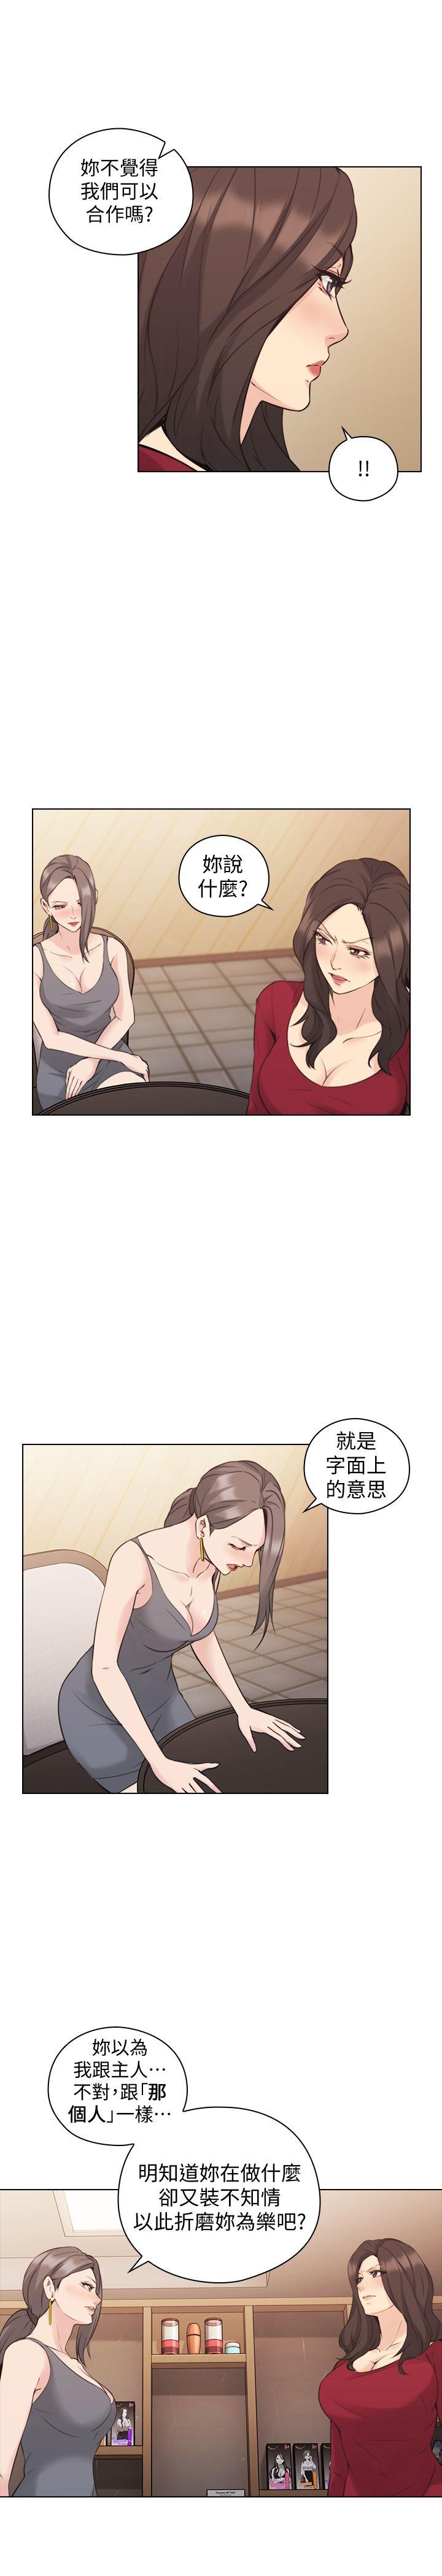 妳不覺得
我們可以
合作嗎?
!!
妳說
什麼?
就是
字面上
的意思
妳以為
我跟主人⋯
不對,跟「那
個人」一樣⋯
明知道妳在做什麼
卻又裝不知情
以此折磨妳為樂吧?